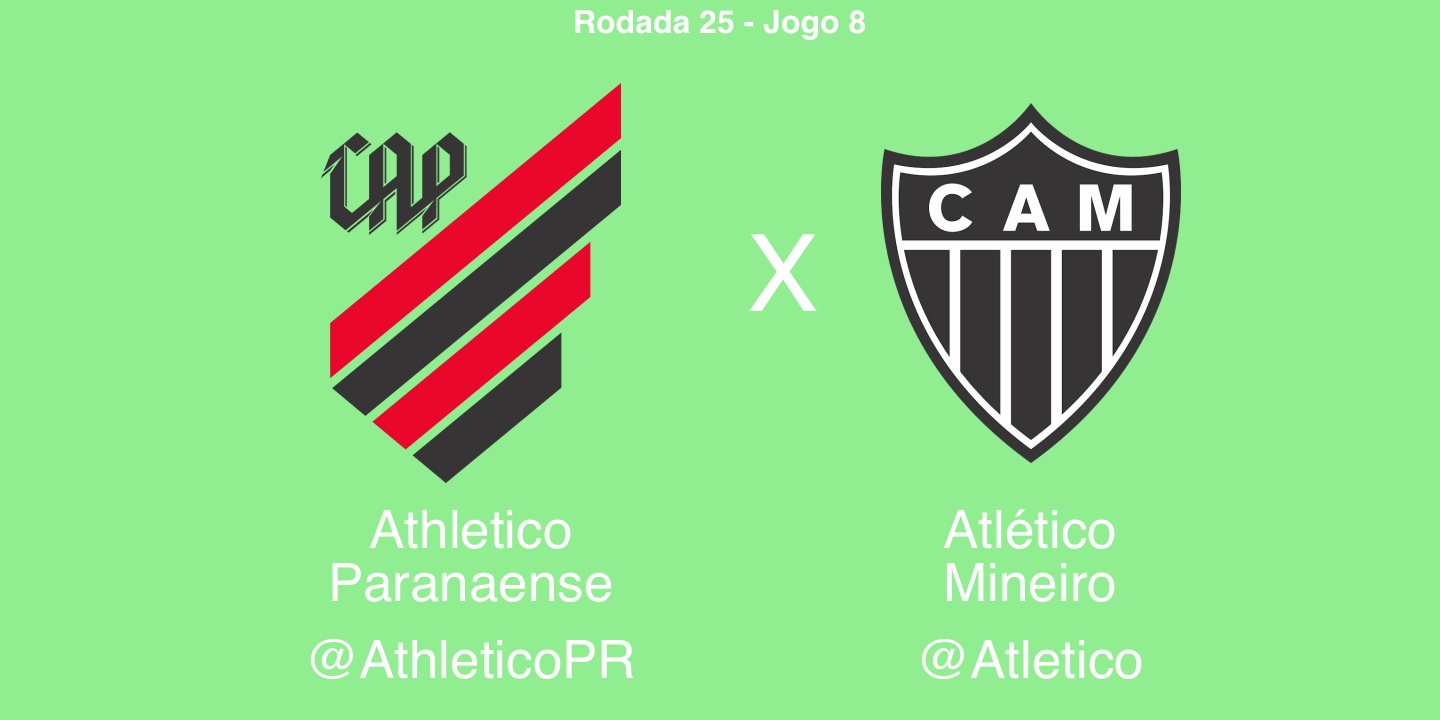 Rodada 25 - Jogo 8
CAP
X
CAM
Athletico
Paranaense
@AthleticoPR
Atlético
Mineiro
@Atletico